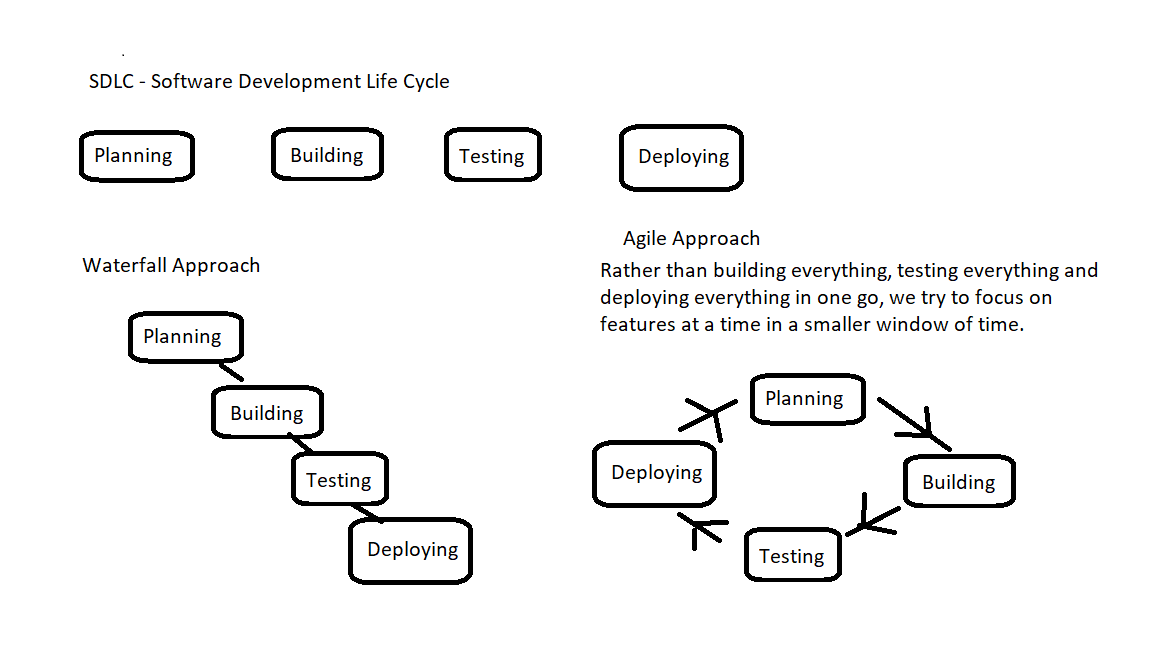 SDLC - Software Development Life Cycle
Planning
Building
Testing
Deploying
Waterfall Approach
Planning
Building
Testing
Deploying
Agile Approach
Rather than building everything, testing everything and
deploying everything in one go, we try to focus on
features at a time in a smaller window of time.
Planning
Building
Testing
Deploying